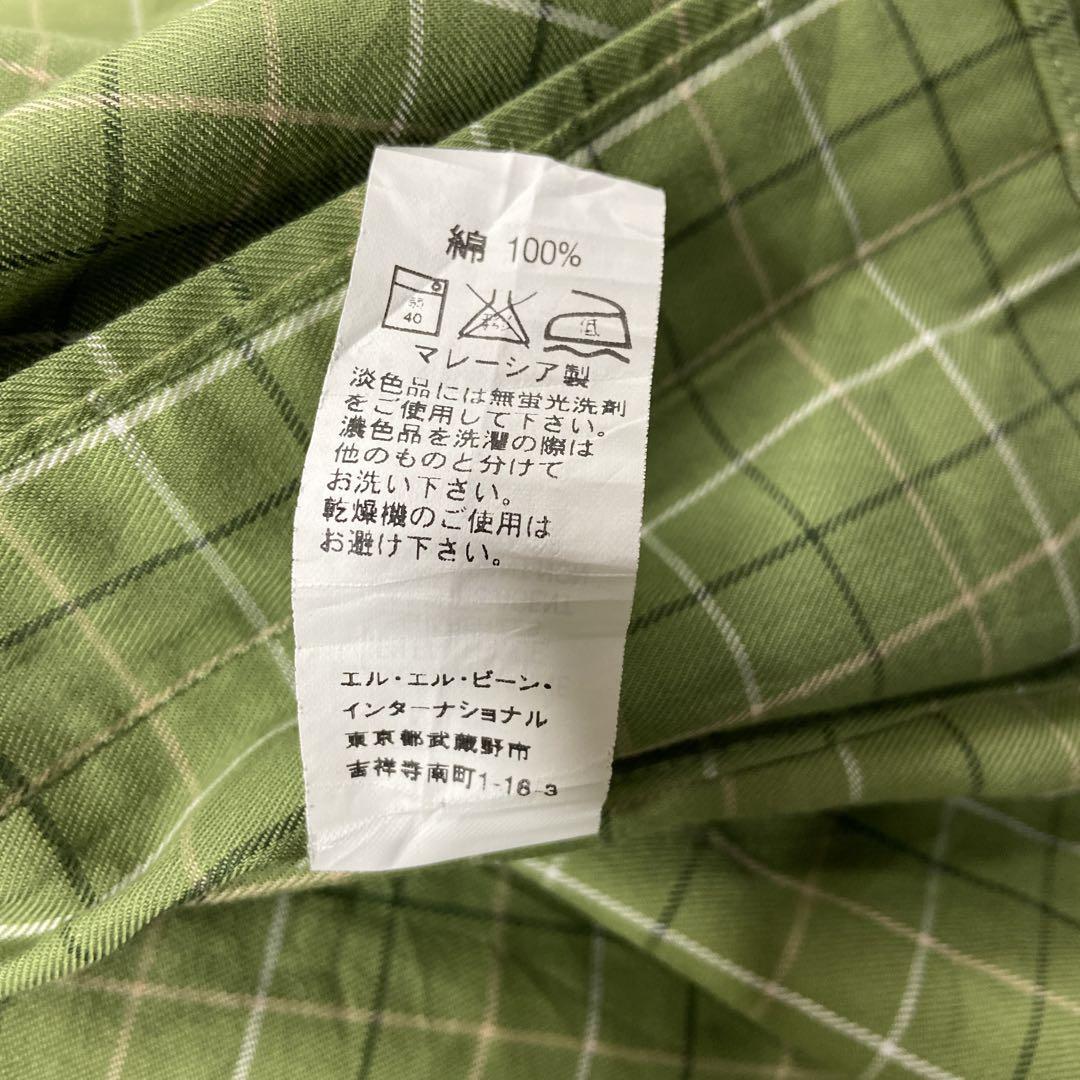 綿 100%
40
低
マレーシア製
淡色品には無蛍光洗剤
をご使用して下さい。
濃色品を洗濯の際は
他のものと分けて
お洗い下さい。
乾燥機のご使用は
お避け下さい。
エル・エル・ビーン・
インターナショナル
東京都武蔵野市
吉祥寺南町1-18-3